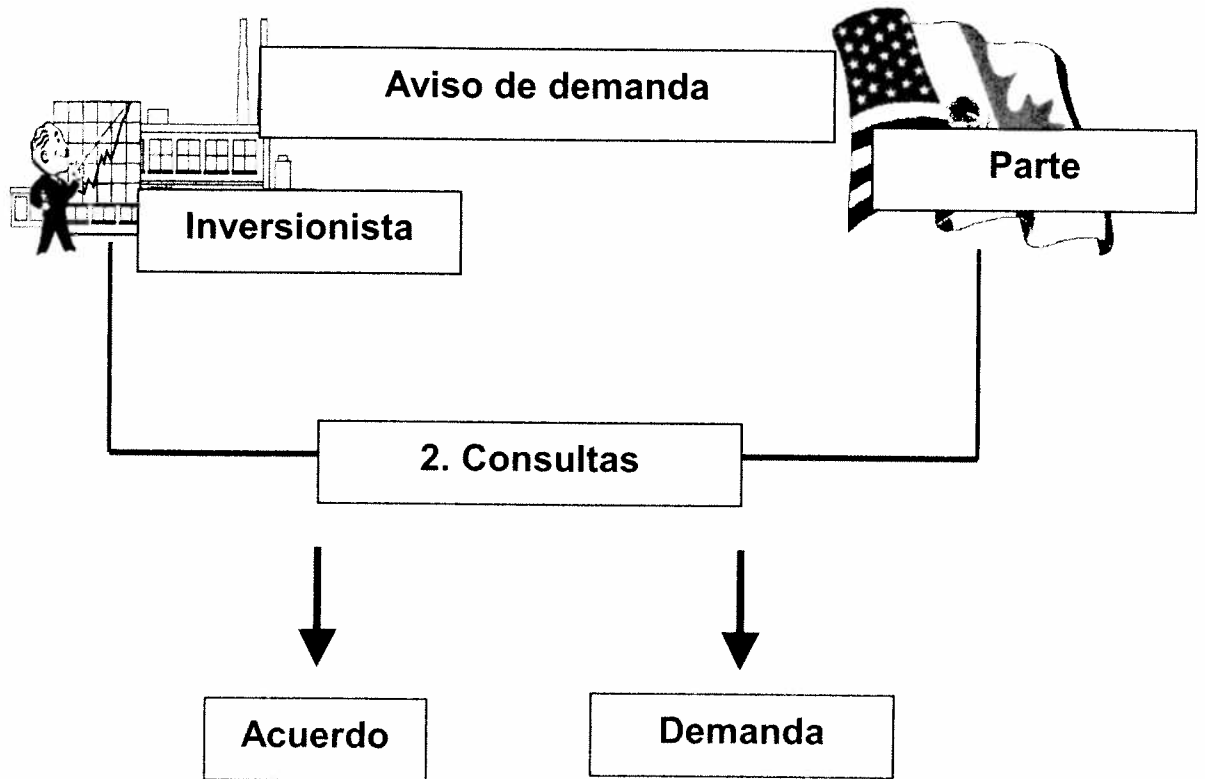 Aviso de demanda
Parte
Inversionista
2. Consultas
Acuerdo
Demanda